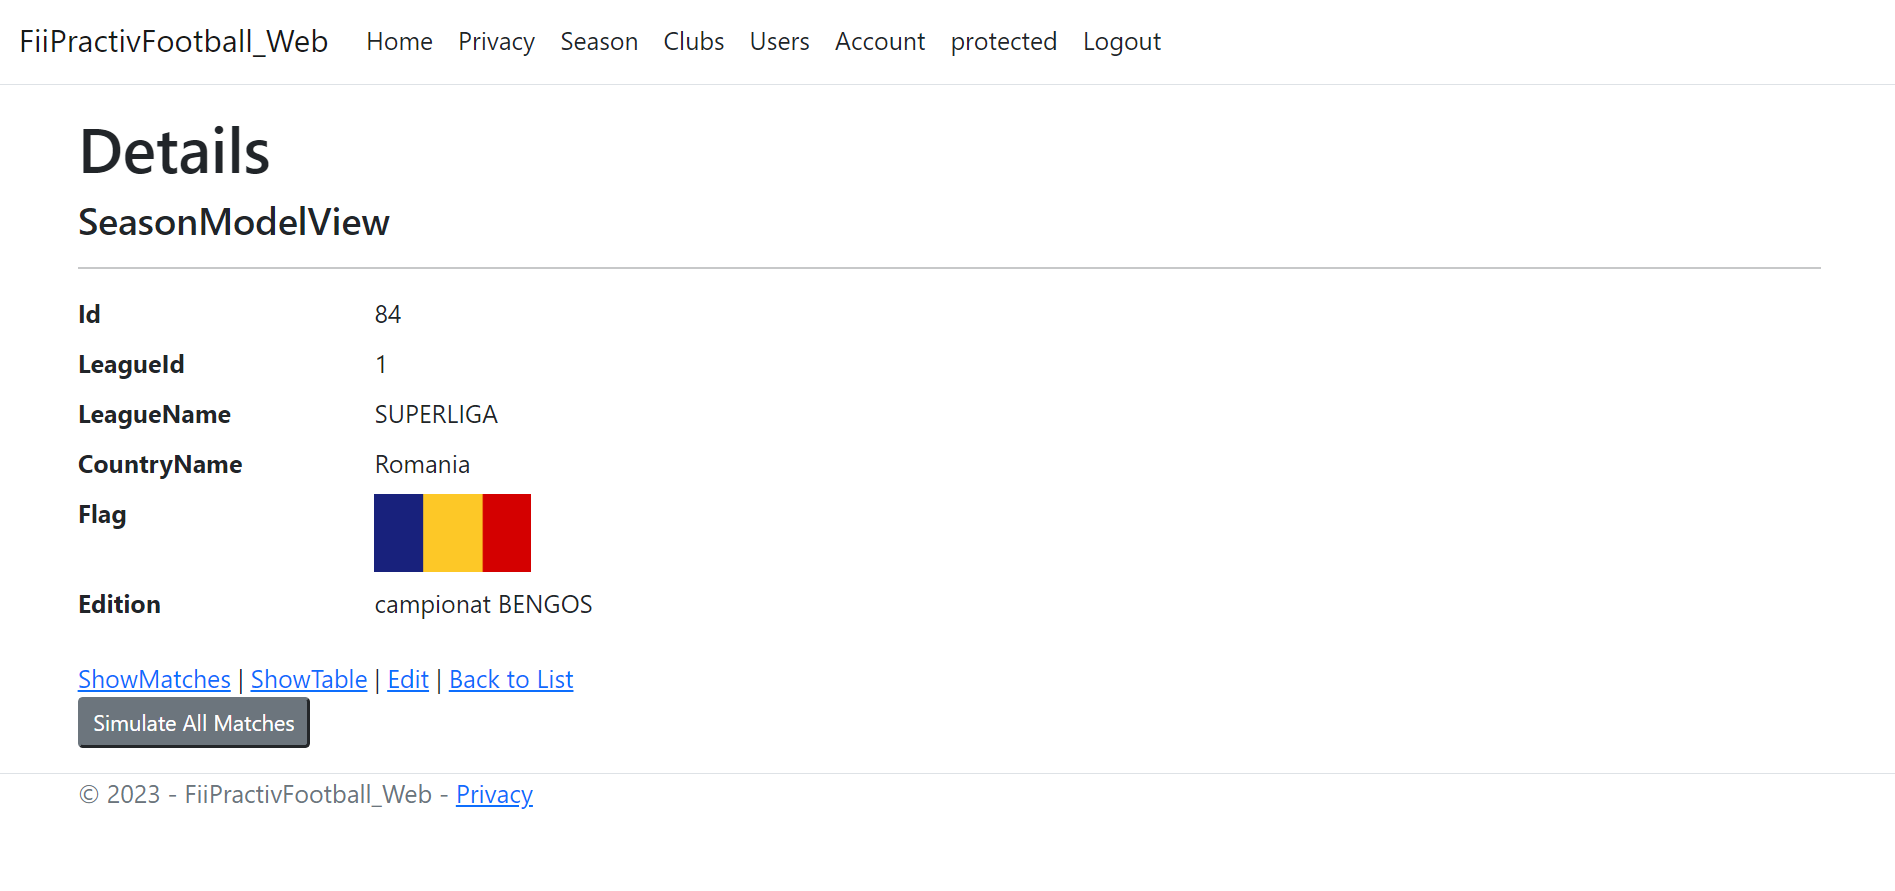 FiiPractivFootball_Web Home Privacy Season Clubs Users Account protected Logout
Details
SeasonModelView
Id 84
LeagueId 1
LeagueName SUPERLIGA
CountryName Romania
Flag
Edition campionat BENGOS
ShowMatches | ShowTable | Edit | Back to List
Simulate All Matches
© 2023 - FiiPractivFootball_Web - Privacy